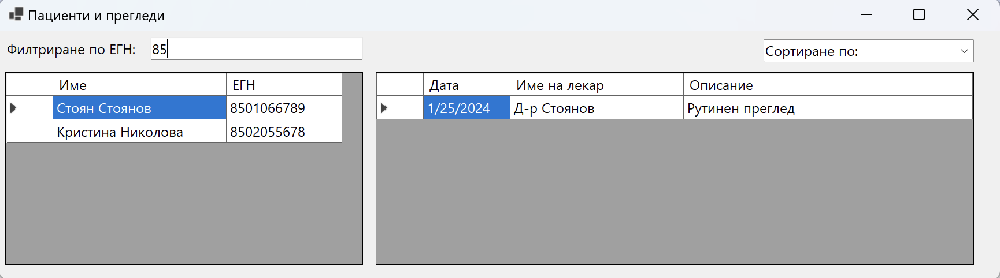 Пациенти и прегледи
Филтриране по ЕГН: 85
Сортиране по:
Име ЕГН
Стоян Стоянов 8501066789
Кристина Николова 8502055678
Дата Име на лекар Описание
1/25/2024 Д-р Стоянов Рутинен преглед